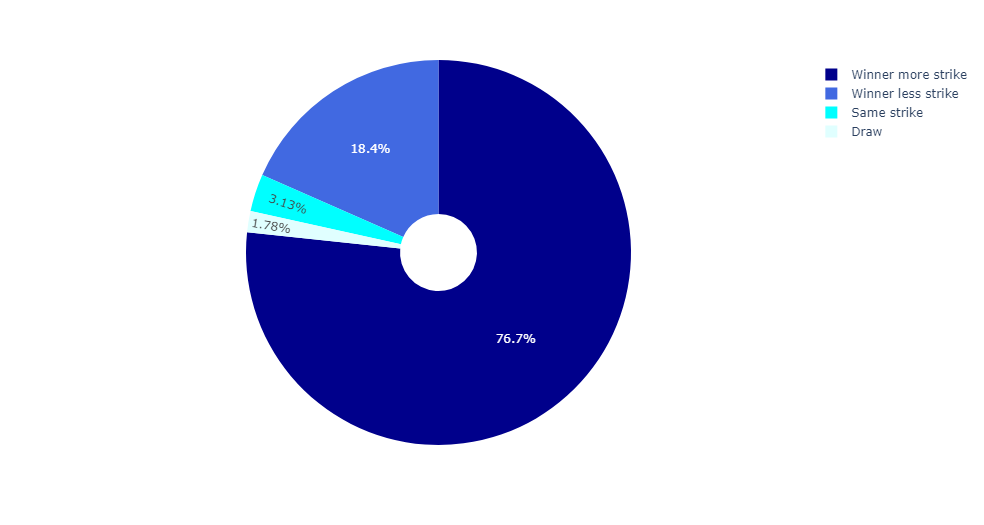 Winner more strike
Winner less strike
Same strike
Draw
18.4%
3.13%
1.78%
76.7%